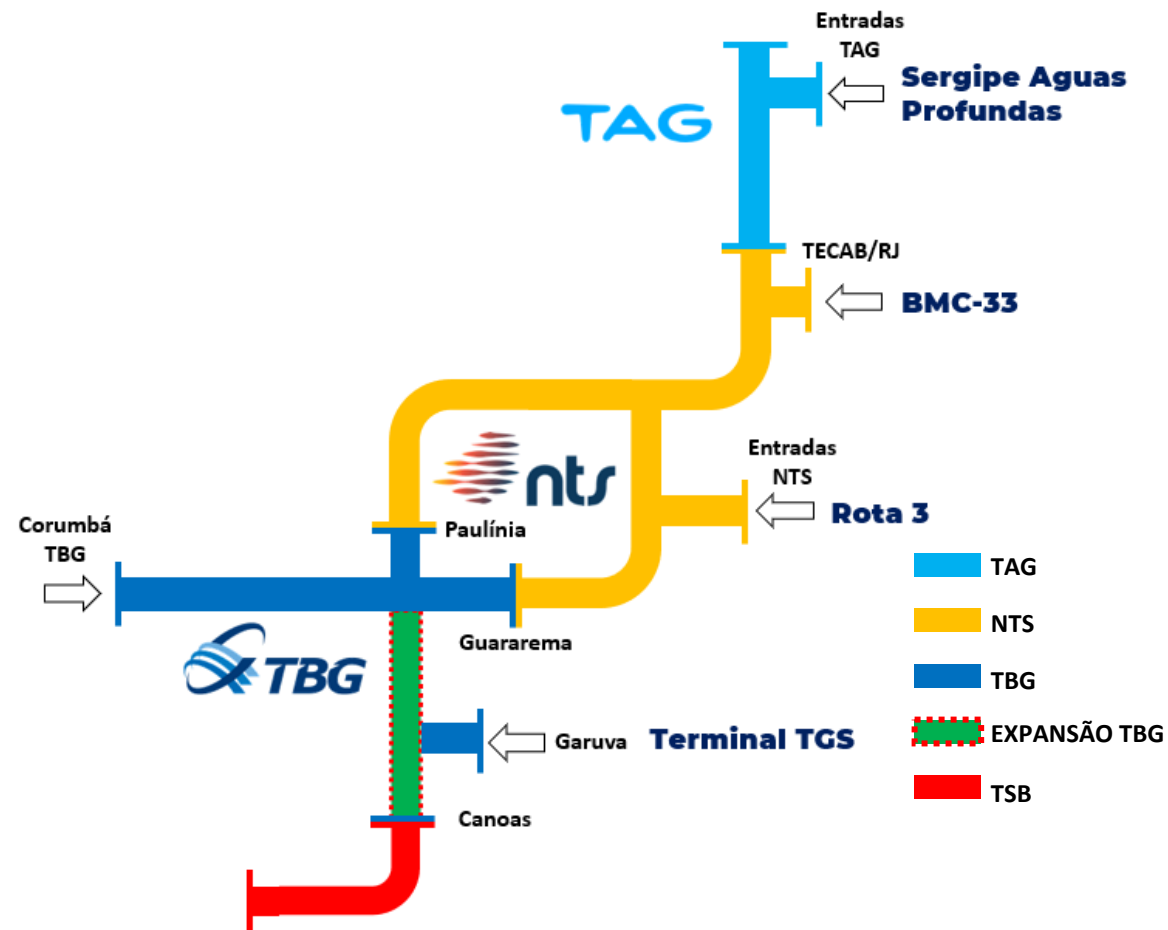 Entradas
TAG
Sergipe Aguas
Profundas
TAG
TECAB/RJ
BMC-33
nts
Entradas
NTS
Rota 3
Paulínia
Corumbá
TBG
Guararema
TBG
Garuva
Terminal TGS
Canoas
TAG
NTS
TBG
EXPANSÃO TBG
TSB